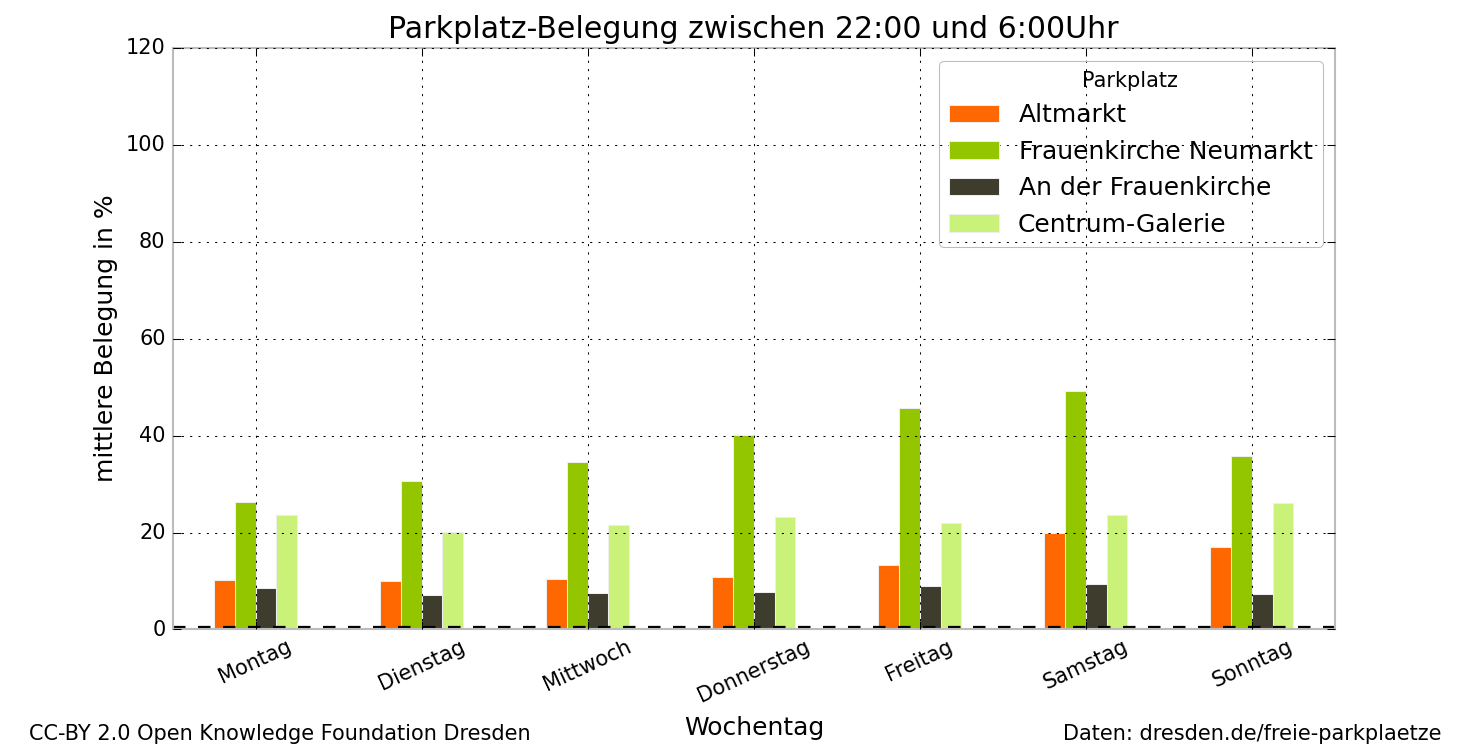 Parkplatz-Belegung zwischen 22:00 und 6:00Uhr
120
100
80
60
40
20
0
mittlere Belegung in %
Parkplatz
Altmarkt
Frauenkirche Neumarkt
An der Frauenkirche
Centrum-Galerie
Montag
Dienstag
Mittwoch
Donnerstag
Freitag
Samstag
Sonntag
Wochentag
CC-BY 2.0 Open Knowledge Foundation Dresden
Daten: dresden.de/freie-parkplaetze